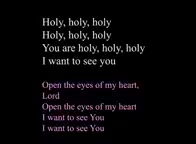 Holy, holy, holy
Holy, holy, holy
You are holy, holy, holy
I want to see you
Open the eyes of my heart,
Lord
Open the eyes of my heart
I want to see You
I want to see You